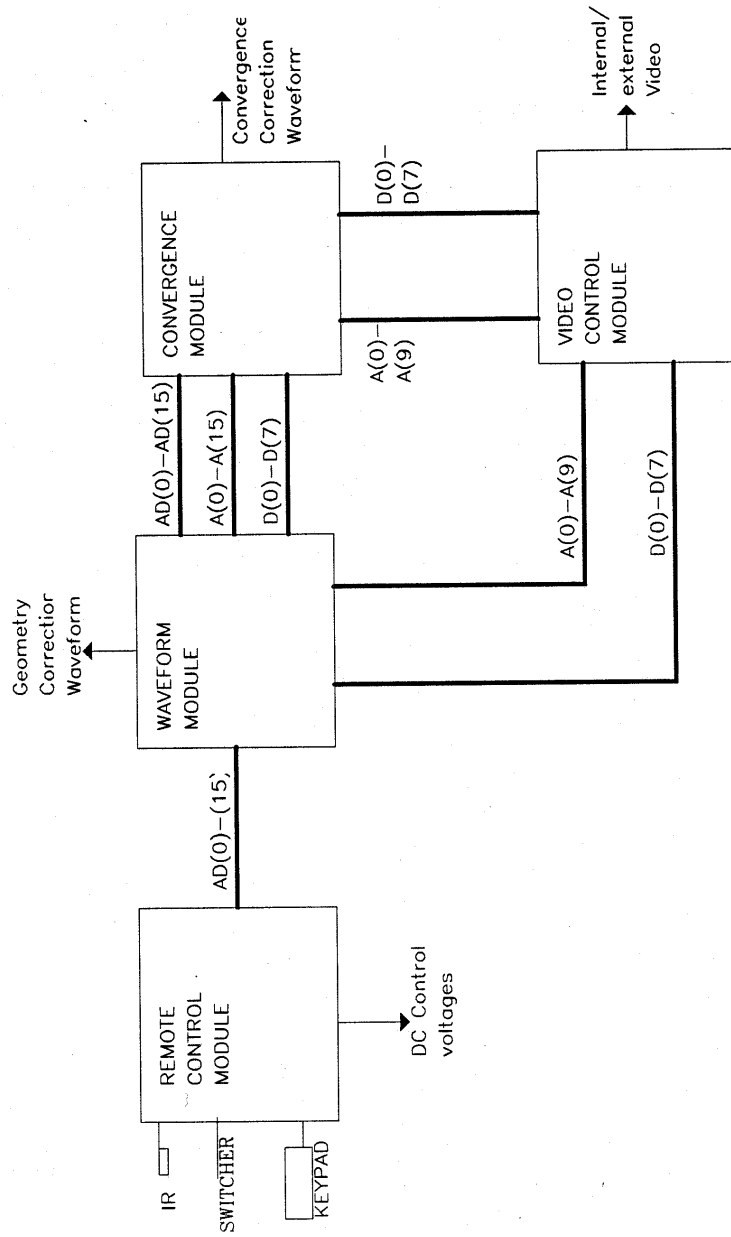 IR
SWITCHER
KEYPAD
REMOTE
CONTROL
MODULE
DC Control
voltages
AD(0)-(15)
Geometry
Correctior
Waveform
WAVEFORM
MODULE
AD(0)-AD(15)
A(0)-A(15)
D(0)-D(7)
A(0)-A(9)
D(0)-D(7)
CONVERGENCE
MODULE
Convergence
Correction
Waveform
A(0)-
A(9)
D(0)-
D(7)
VIDEO
CONTROL
MODULE
Internal/
external
Video